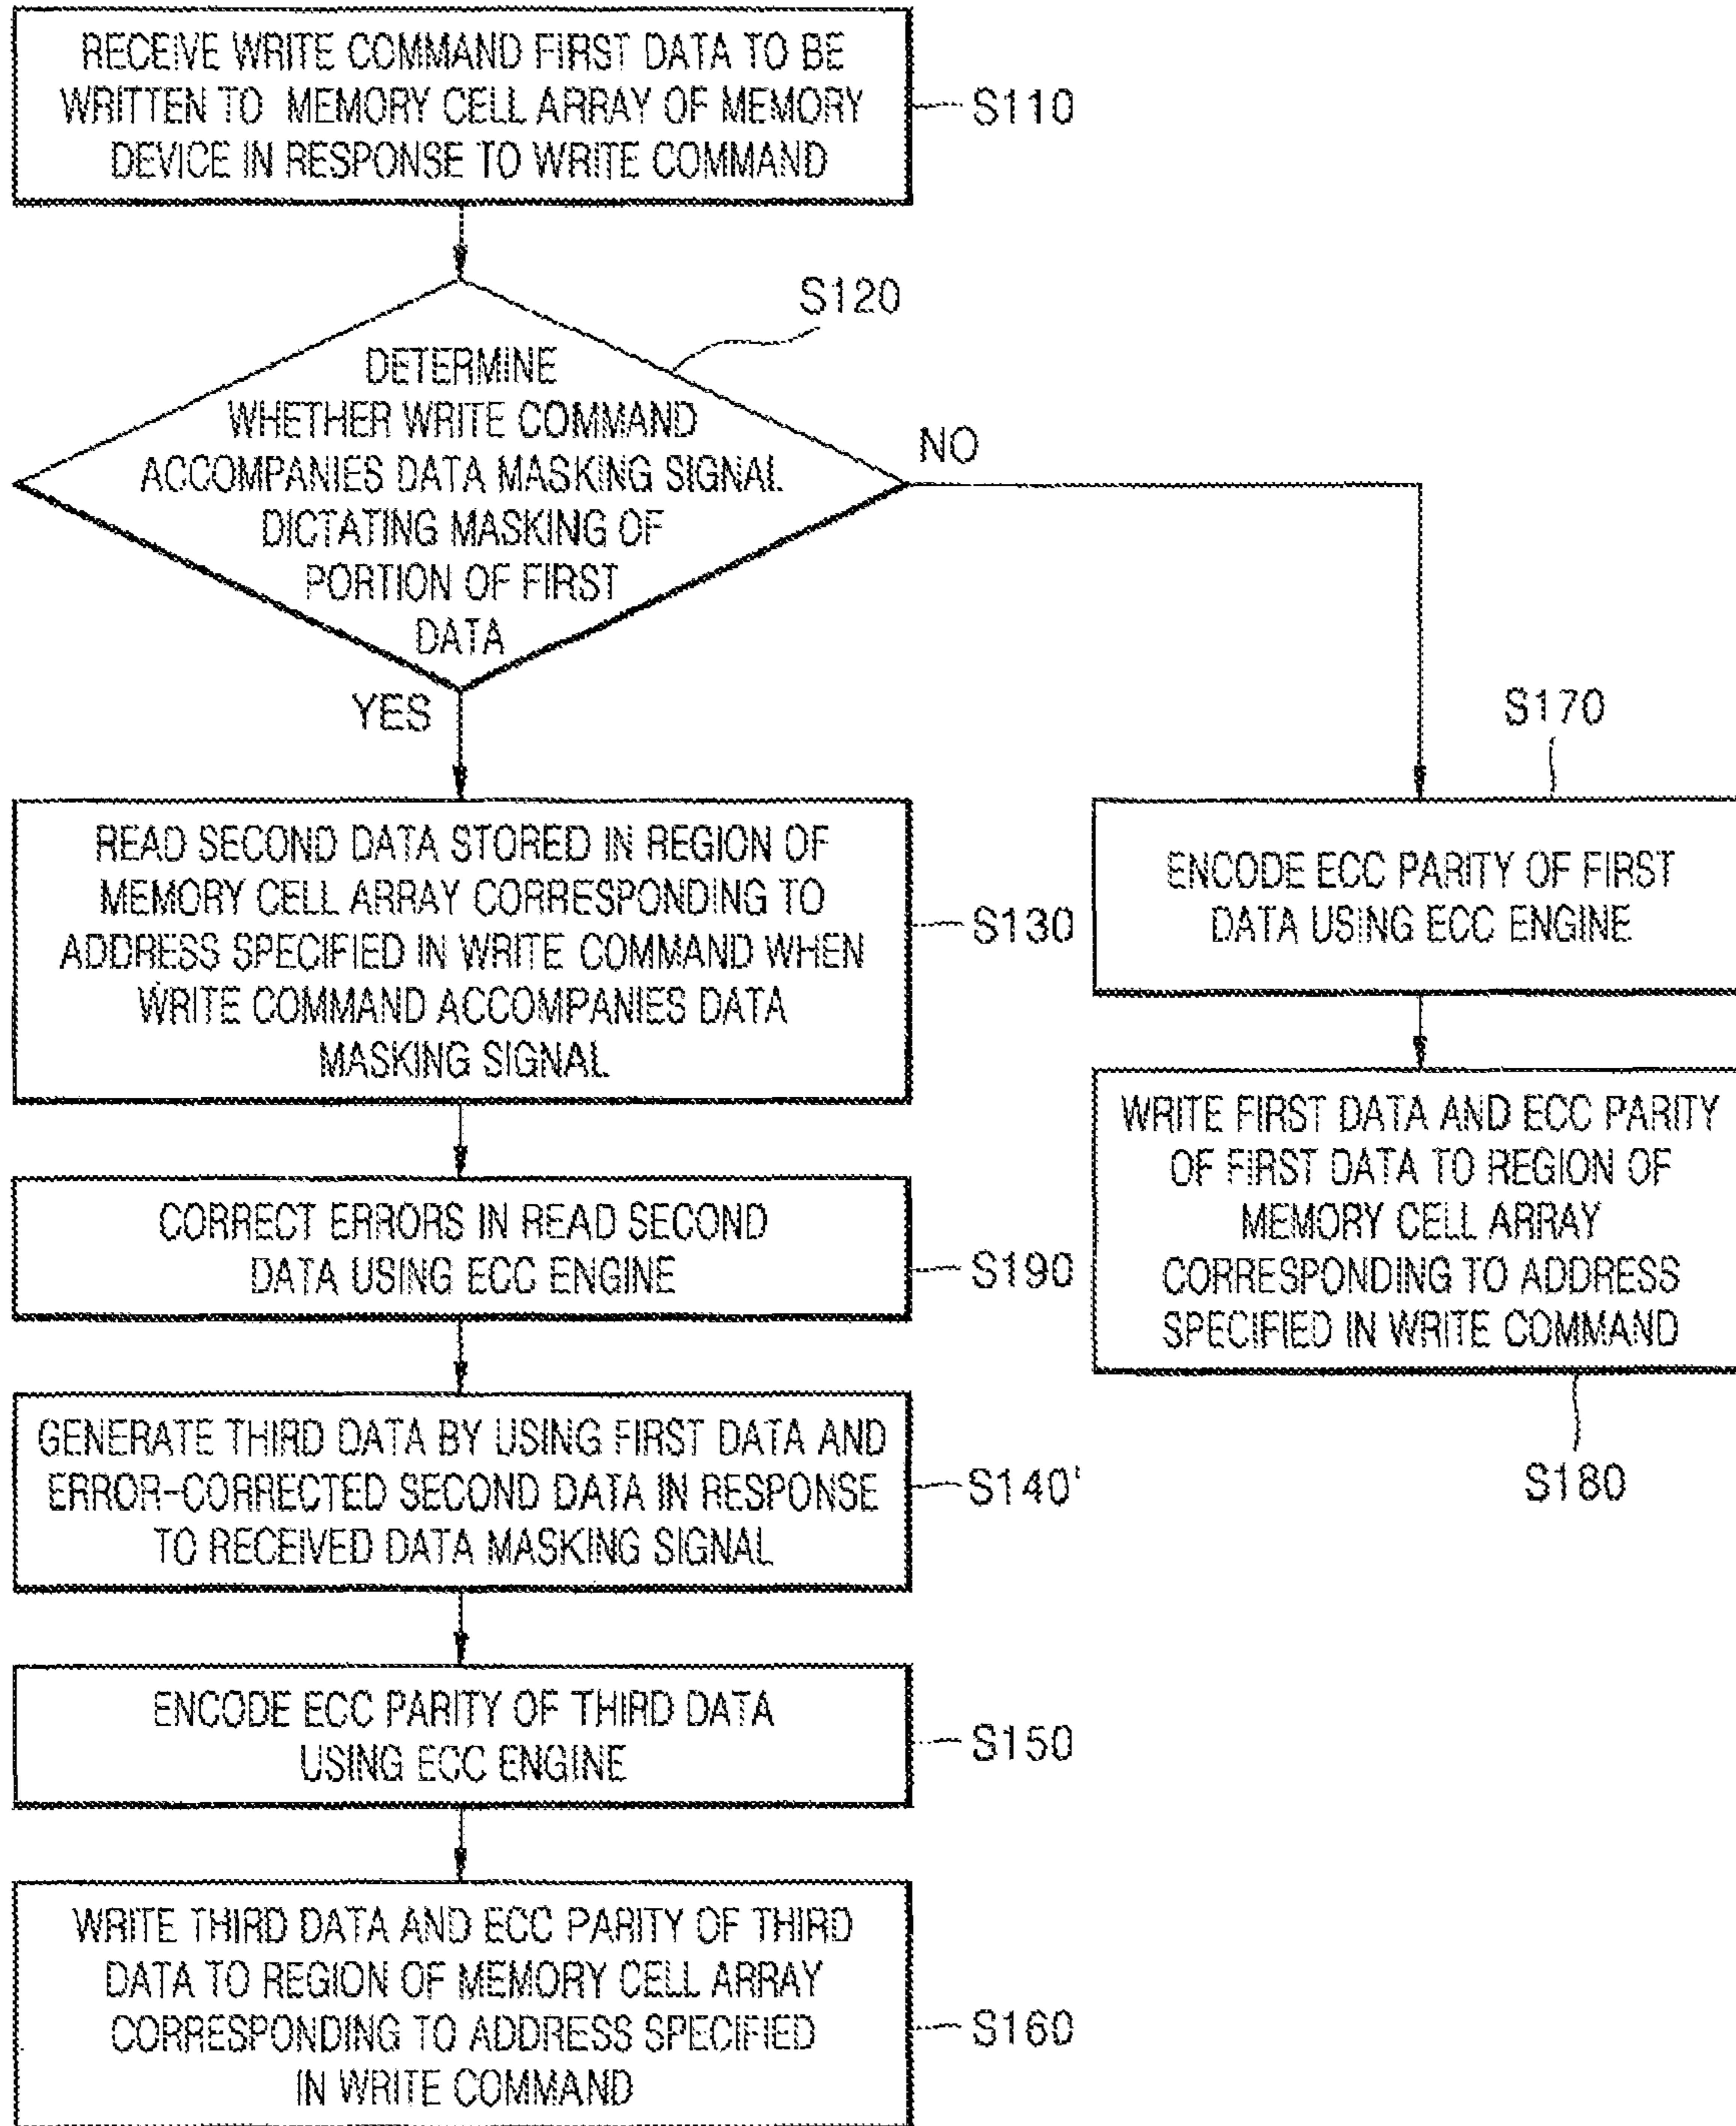 RECEIVE WRITE COMMAND FIRST DATA TO BE
WRITTEN TO MEMORY CELL ARRAY OF MEMORY
DEVICE IN RESPONSE TO WRITE COMMAND
S110
S120
DETERMINE
WHETHER WRITE COMMAND
ACCOMPANIES DATA MASKING SIGNAL
DICTATING MASKING OF
PORTION OF FIRST
DATA
NO
YES
READ SECOND DATA STORED IN REGION OF
MEMORY CELL ARRAY CORRESPONDING TO
ADDRESS SPECIFIED IN WRITE COMMAND WHEN
WRITE COMMAND ACCOMPANIES DATA
MASKING SIGNAL
S130
CORRECT ERRORS IN READ SECOND
DATA USING ECC ENGINE
S190
GENERATE THIRD DATA BY USING FIRST DATA AND
ERROR-CORRECTED SECOND DATA IN RESPONSE
TO RECEIVED DATA MASKING SIGNAL
S140'
ENCODE ECC PARITY OF THIRD DATA
USING ECC ENGINE
S150
WRITE THIRD DATA AND ECC PARITY OF THIRD
DATA TO REGION OF MEMORY CELL ARRAY
CORRESPONDING TO ADDRESS SPECIFIED
IN WRITE COMMAND
S160
S170
ENCODE ECC PARITY OF FIRST
DATA USING ECC ENGINE
WRITE FIRST DATA AND ECC PARITY
OF FIRST DATA TO REGION OF
MEMORY CELL ARRAY
CORRESPONDING TO ADDRESS
SPECIFIED IN WRITE COMMAND
S180